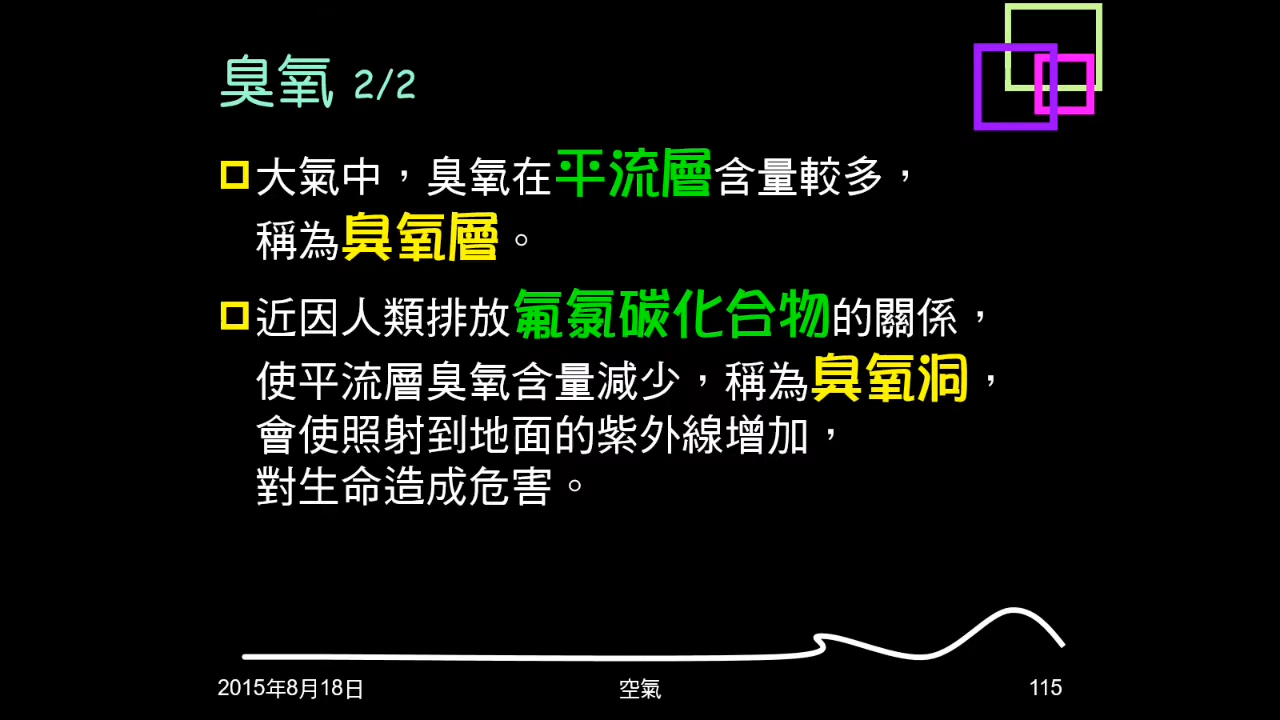 臭氧 2/2
大氣中，臭氧在平流層含量較多，
稱為臭氧層。
近因人類排放氟氯碳化合物的關係，
使平流層臭氧含量減少，稱為臭氧洞，
會使照射到地面的紫外線增加，
對生命造成危害。
2015年8月18日 空氣 115